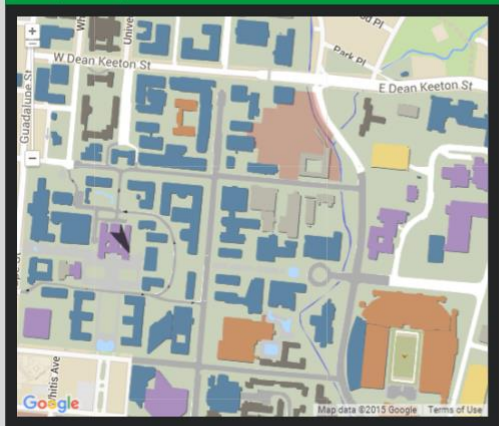 Park Pl
W Dean Keeton St
E Dean Keeton St
Guadalupe St
Whitis Ave
Google
Map data ©2015 Google
Terms of Use